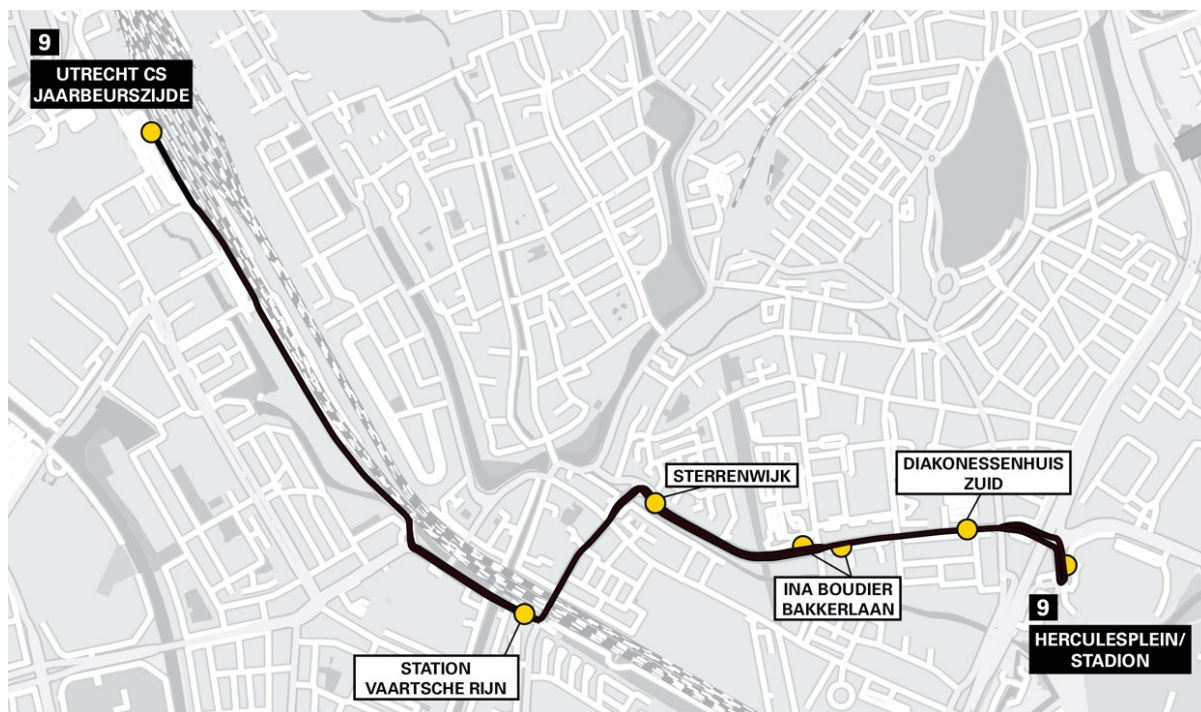 9
UTRECHT CS
JAARBEURSZIJDE
STERRENWIJK
DIAKONESSENHUIS
ZUID
INA BOUDIER
BAKKERLAAN
9
HERCULESPLEIN/
STADION
STATION
VAARTSCHE RIJN